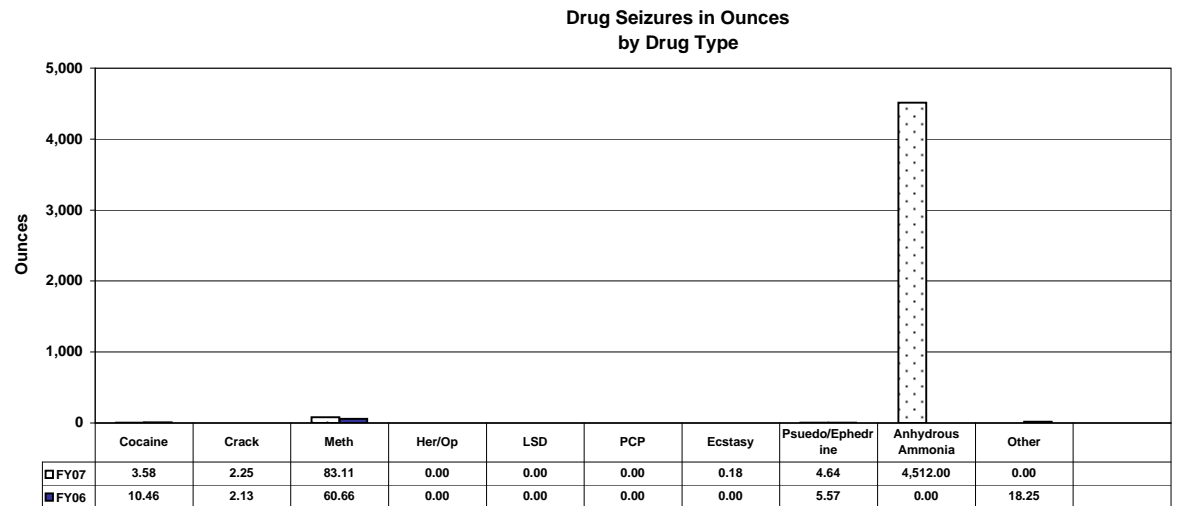 Drug Seizures in Ounces
by Drug Type
5,000
4,000
3,000
2,000
1,000
0
Ounces
Cocaine Crack Meth Her/Op LSD PCP Ecstasy Psuedo/Ephedr ine Anhydrous Ammonia Other
FY07 3.58 2.25 83.11 0.00 0.00 0.00 0.18 4.64 4,512.00 0.00
FY06 10.46 2.13 60.66 0.00 0.00 0.00 0.00 5.57 0.00 18.25